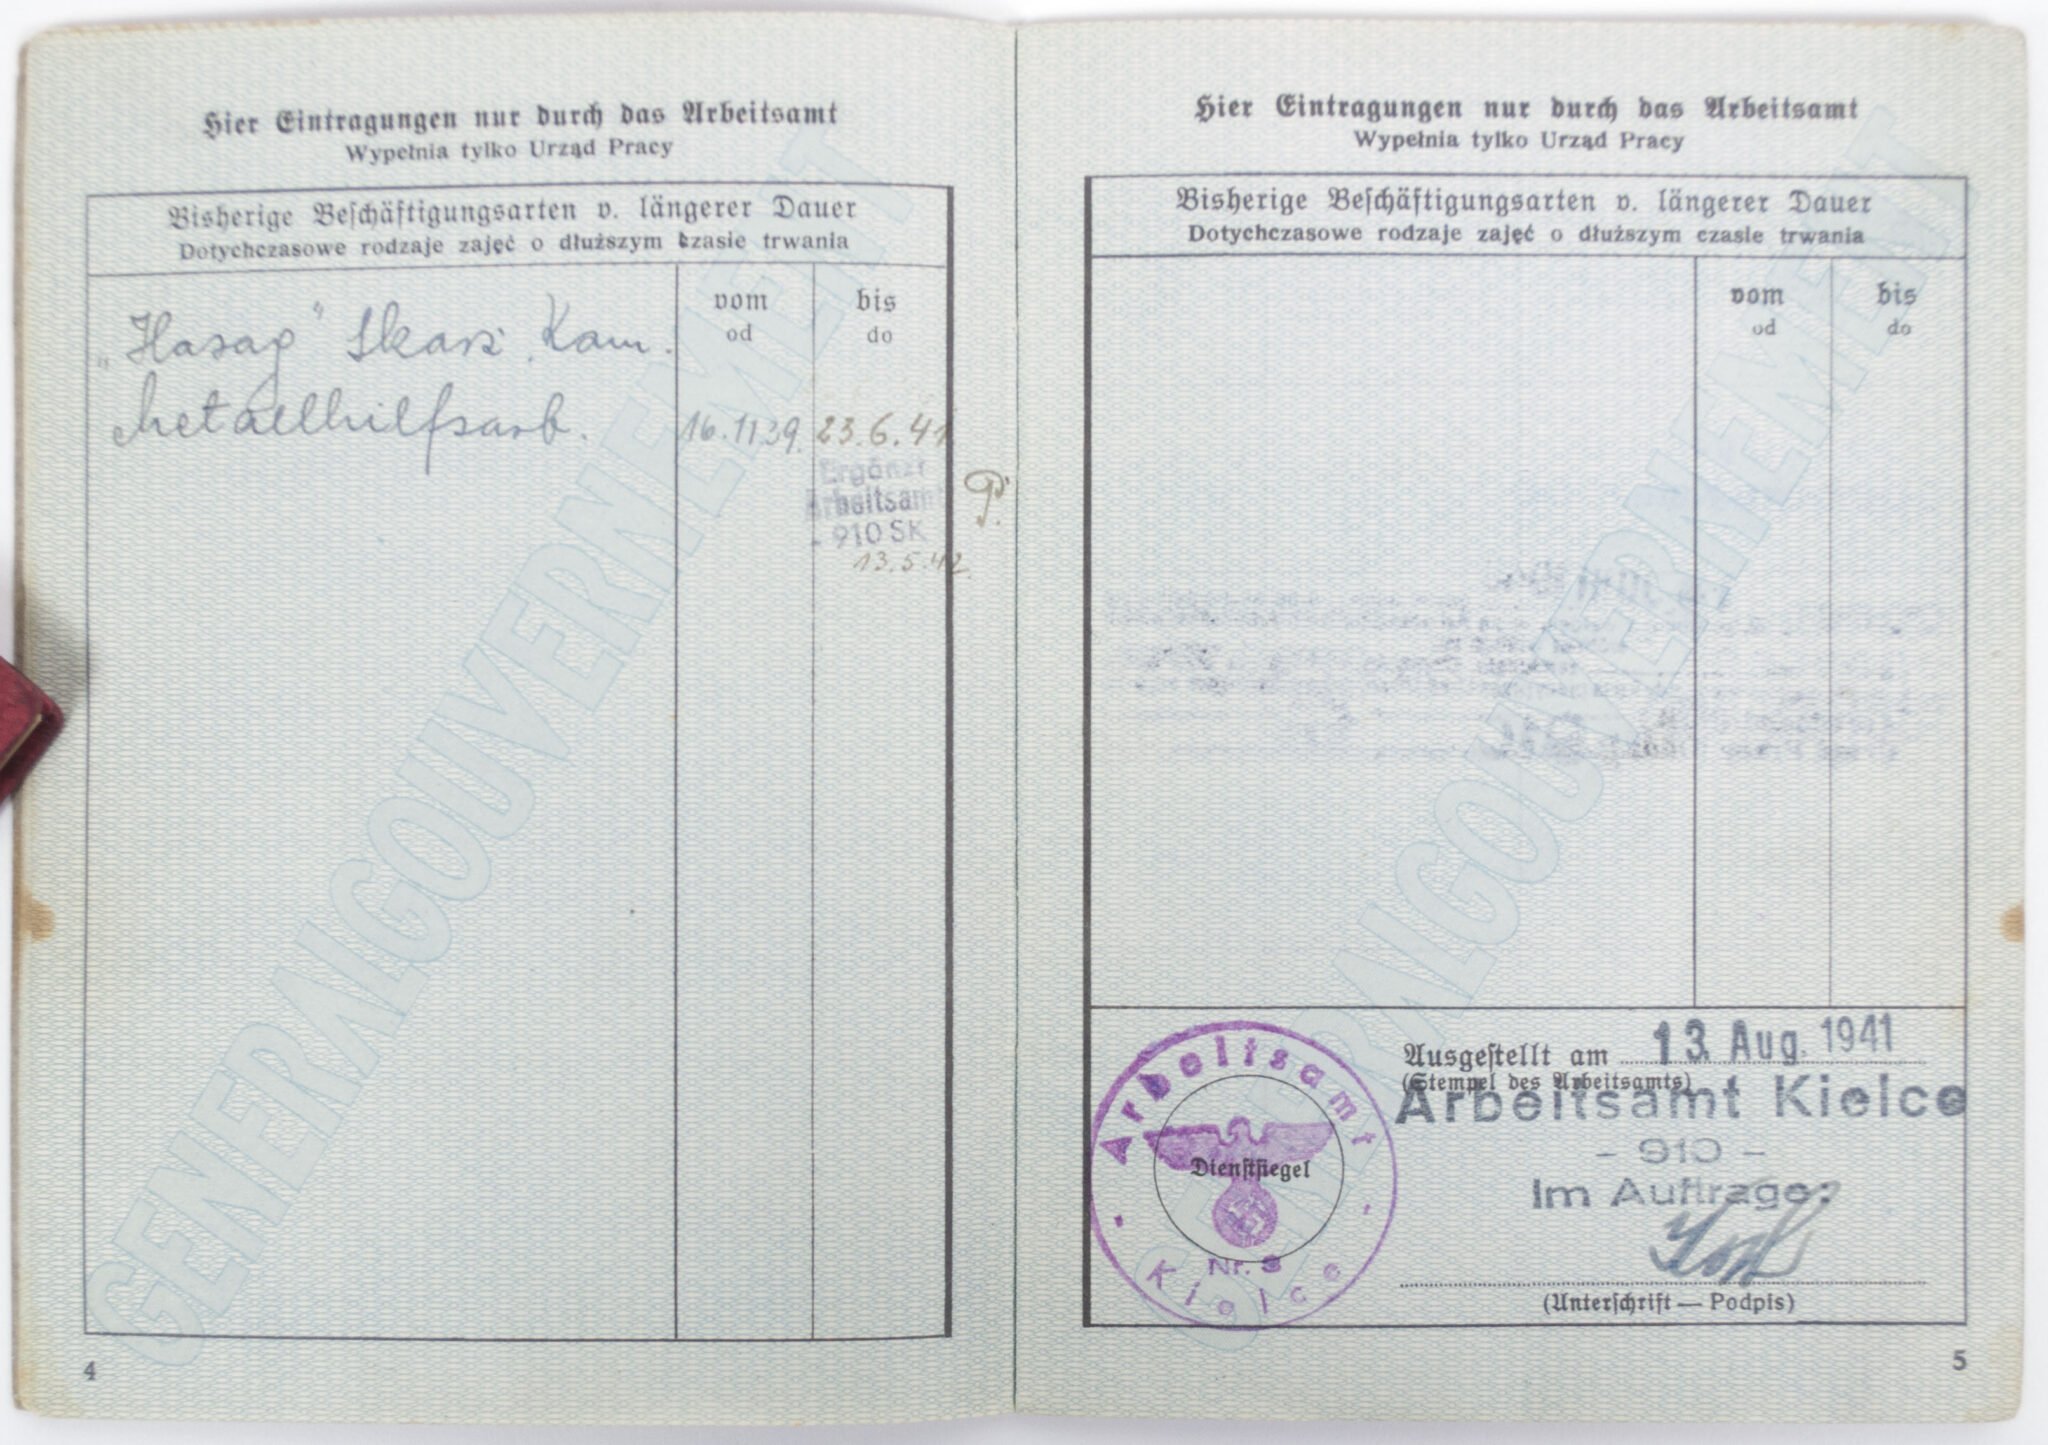 Hier Eintragungen nur durch das Arbeitsamt
Wypełnia tylko Urząd Pracy
Bisherige Beschäftigungsarten v. längerer Dauer
Dotychczasowe rodzaje zajęć o dłuższym czasie trwania
vom
od
bis
do
„Hasag" Skarż. Kam.
Metallhilfsarb.
16.11.39.
23.6.41
Ergänzt
Arbeitsamt
- 910 SK
13.5.42.
P.
GENERALGOUVERNEMENT
4
Hier Eintragungen nur durch das Arbeitsamt
Wypełnia tylko Urząd Pracy
Bisherige Beschäftigungsarten v. längerer Dauer
Dotychczasowe rodzaje zajęć o dłuższym czasie trwania
vom
od
bis
do
GENERALGOUVERNEMENT
Arbeitsamt
Dienstsiegel
Nr. 8
Kielce
Ausgestellt am 13. Aug. 1941
(Stempel des Arbeitsamts)
Arbeitsamt Kielce
- 910 -
Im Auftrage:
(Unterschrift — Podpis)
5